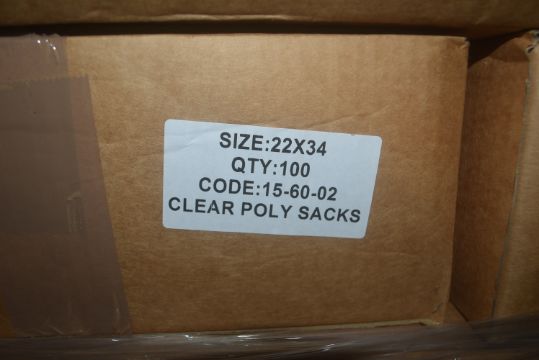 SIZE:22X34
QTY:100
CODE:15-60-02
CLEAR POLY SACKS